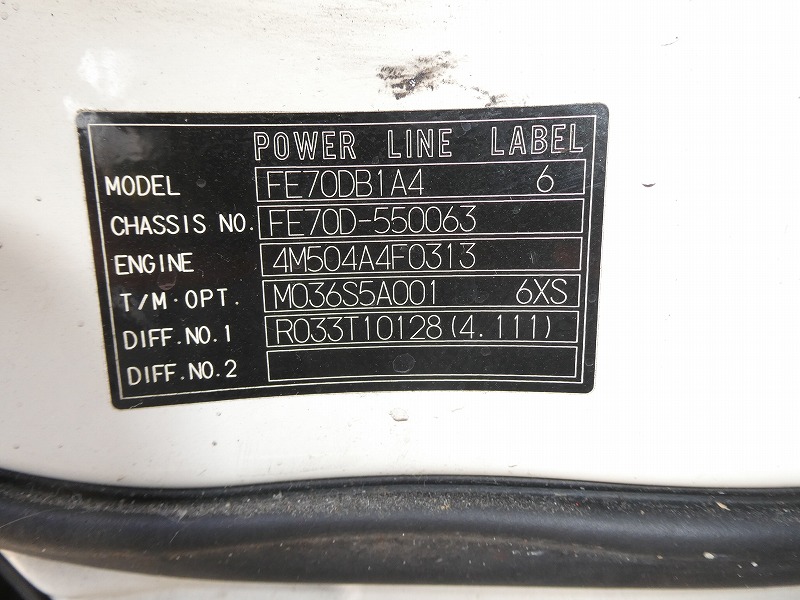 POWER LINE LABEL
MODEL FE70DB1A4 6
CHASSIS NO. FE70D-550063
ENGINE 4M504A4F0313
T/M·OPT. M036S5A001 6XS
DIFF.NO.1 R033T10128(4.111)
DIFF.NO.2